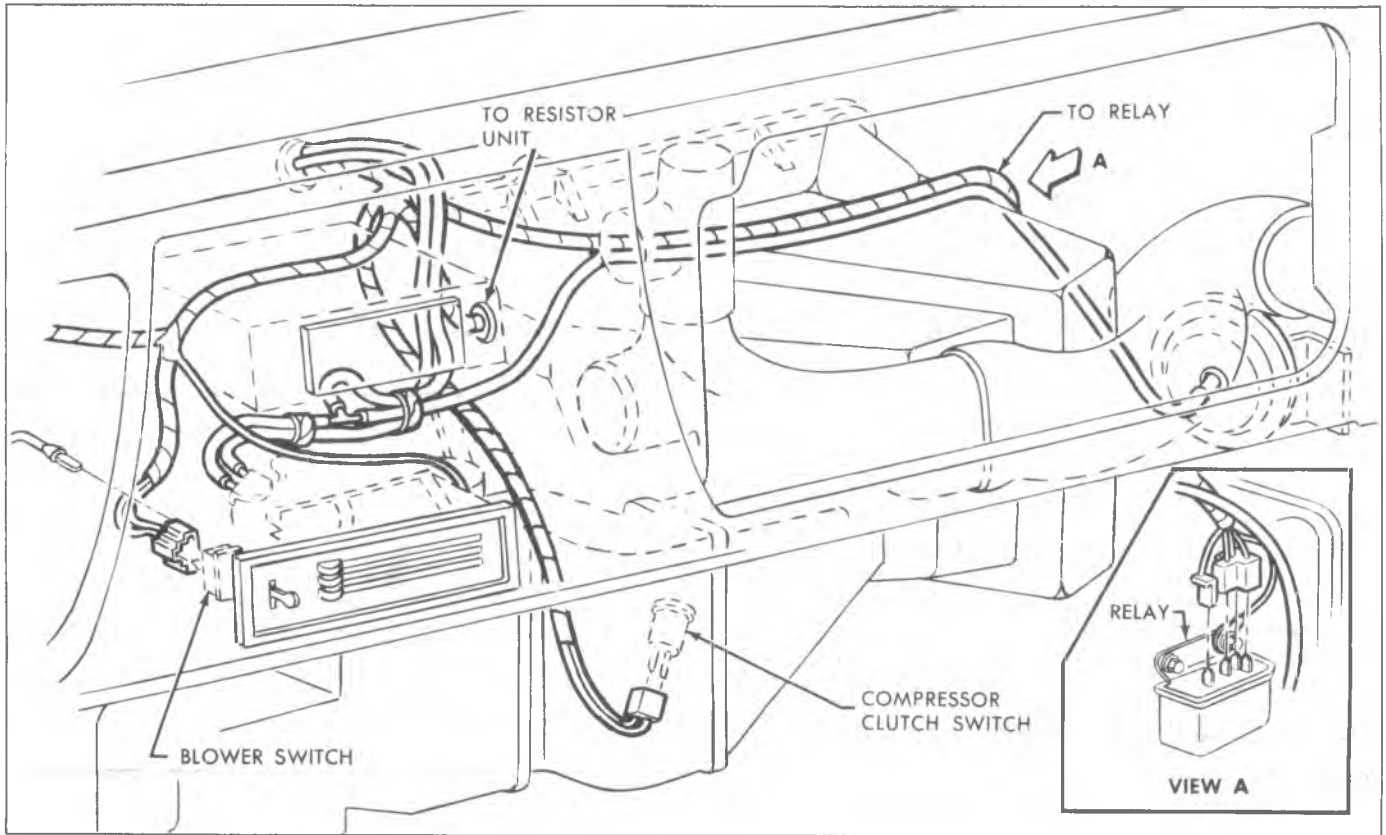 TO RESISTOR
UNIT
TO RELAY
A
RELAY
COMPRESSOR
CLUTCH SWITCH
BLOWER SWITCH
VIEW A